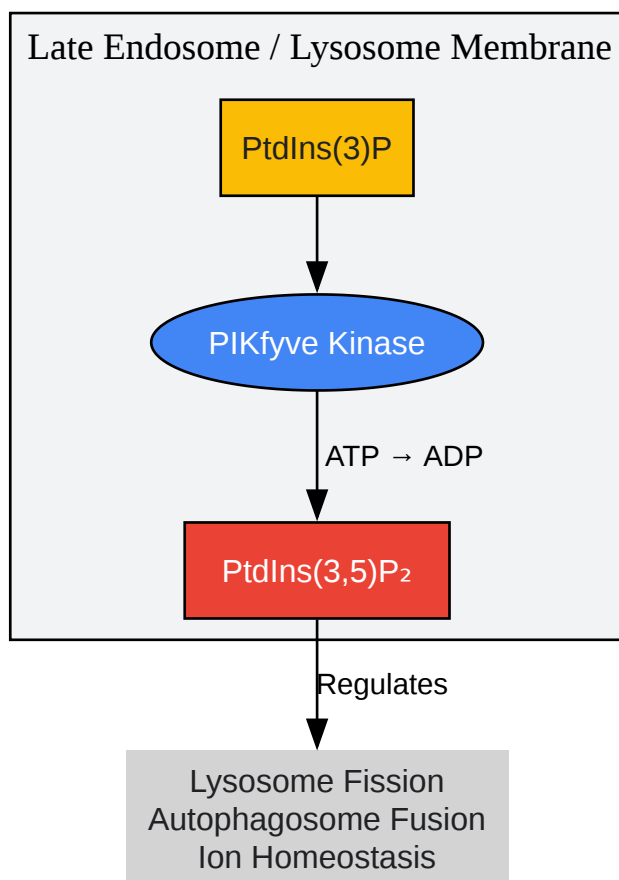 Late Endosome / Lysosome Membrane
PtdIns(3)P
PIKfyve Kinase
ATP → ADP
PtdIns(3,5)P₂
Regulates
Lysosome Fission
Autophagosome Fusion
Ion Homeostasis